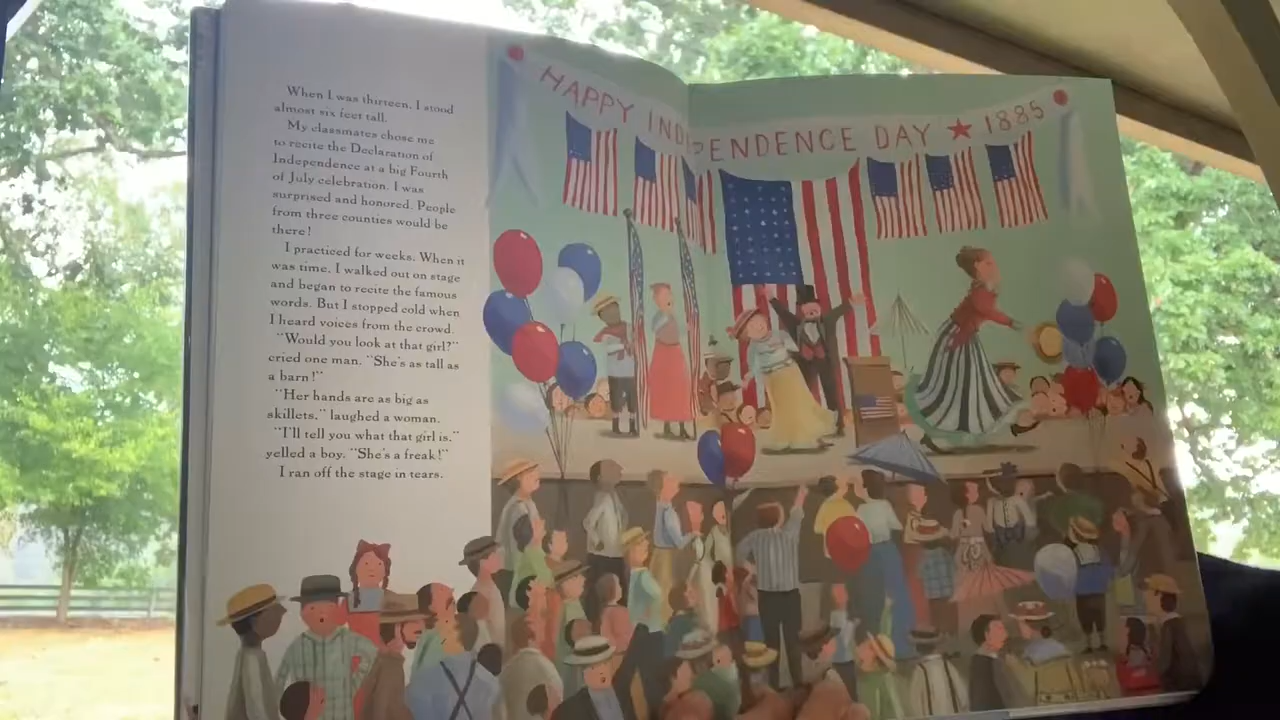 When I was thirteen, I stood
almost six feet tall.
My classmates chose me
to recite the Declaration of
Independence at a big Fourth
of July celebration. I was
surprised and honored. People
from three counties would be
there!
I practiced for weeks. When it
was time, I walked out on stage
and began to recite the famous
words. But I stopped cold when
I heard voices from the crowd.
"Would you look at that girl?"
cried one man. "She's as tall as
a barn!"
"Her hands are as big as
skillets," laughed a woman.
"I'll tell you what that girl is,"
yelled a boy. "She's a freak!"
I ran off the stage in tears.
HAPPY INDEPENDENCE DAY ★ 1885